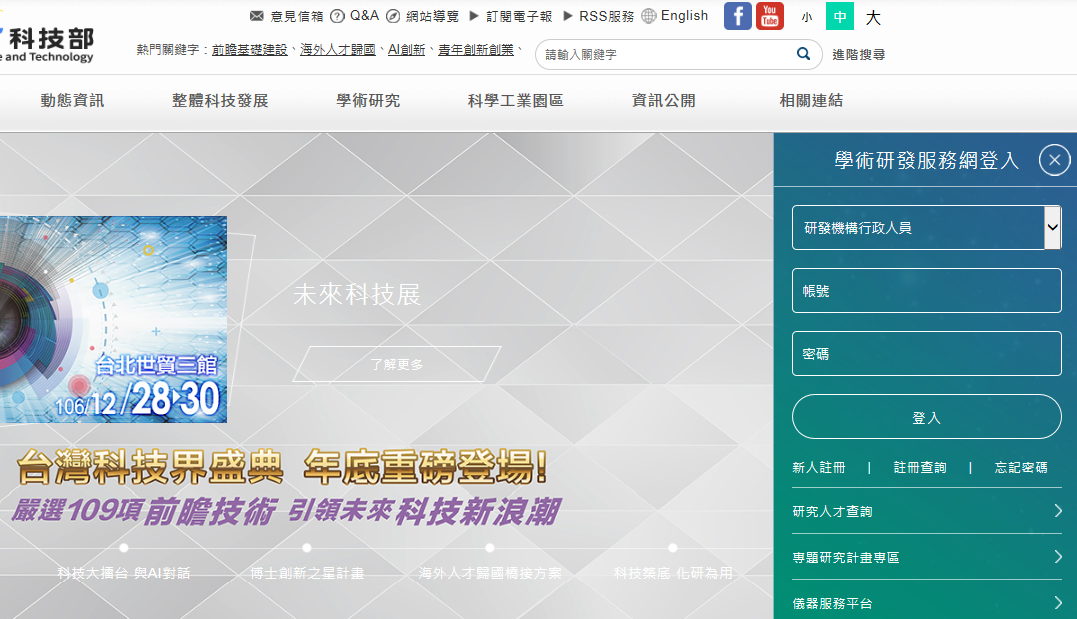 意見信箱 Q&A 網站導覽 訂閱電子報 RSS服務 English f You Tube 小 中 大
科技部
e and Technology
熱門關鍵字：前瞻基礎建設、海外人才歸國、AI創新、青年創新創業、
請輸入關鍵字 進階搜尋
動態資訊 整體科技發展 學術研究 科學工業園區 資訊公開 相關連結
台北世貿三館
106/12/28▸30
未來科技展
了解更多
台灣科技界盛典 年底重磅登場!
嚴選109項前瞻技術 引領未來科技新浪潮
科技大擂台 與AI對話 博士創新之星計畫 海外人才歸國橋接方案 科技築底 化研為用
學術研發服務網登入
研發機構行政人員
帳號
密碼
登入
新人註冊 | 註冊查詢 | 忘記密碼
研究人才查詢
專題研究計畫專區
儀器服務平台